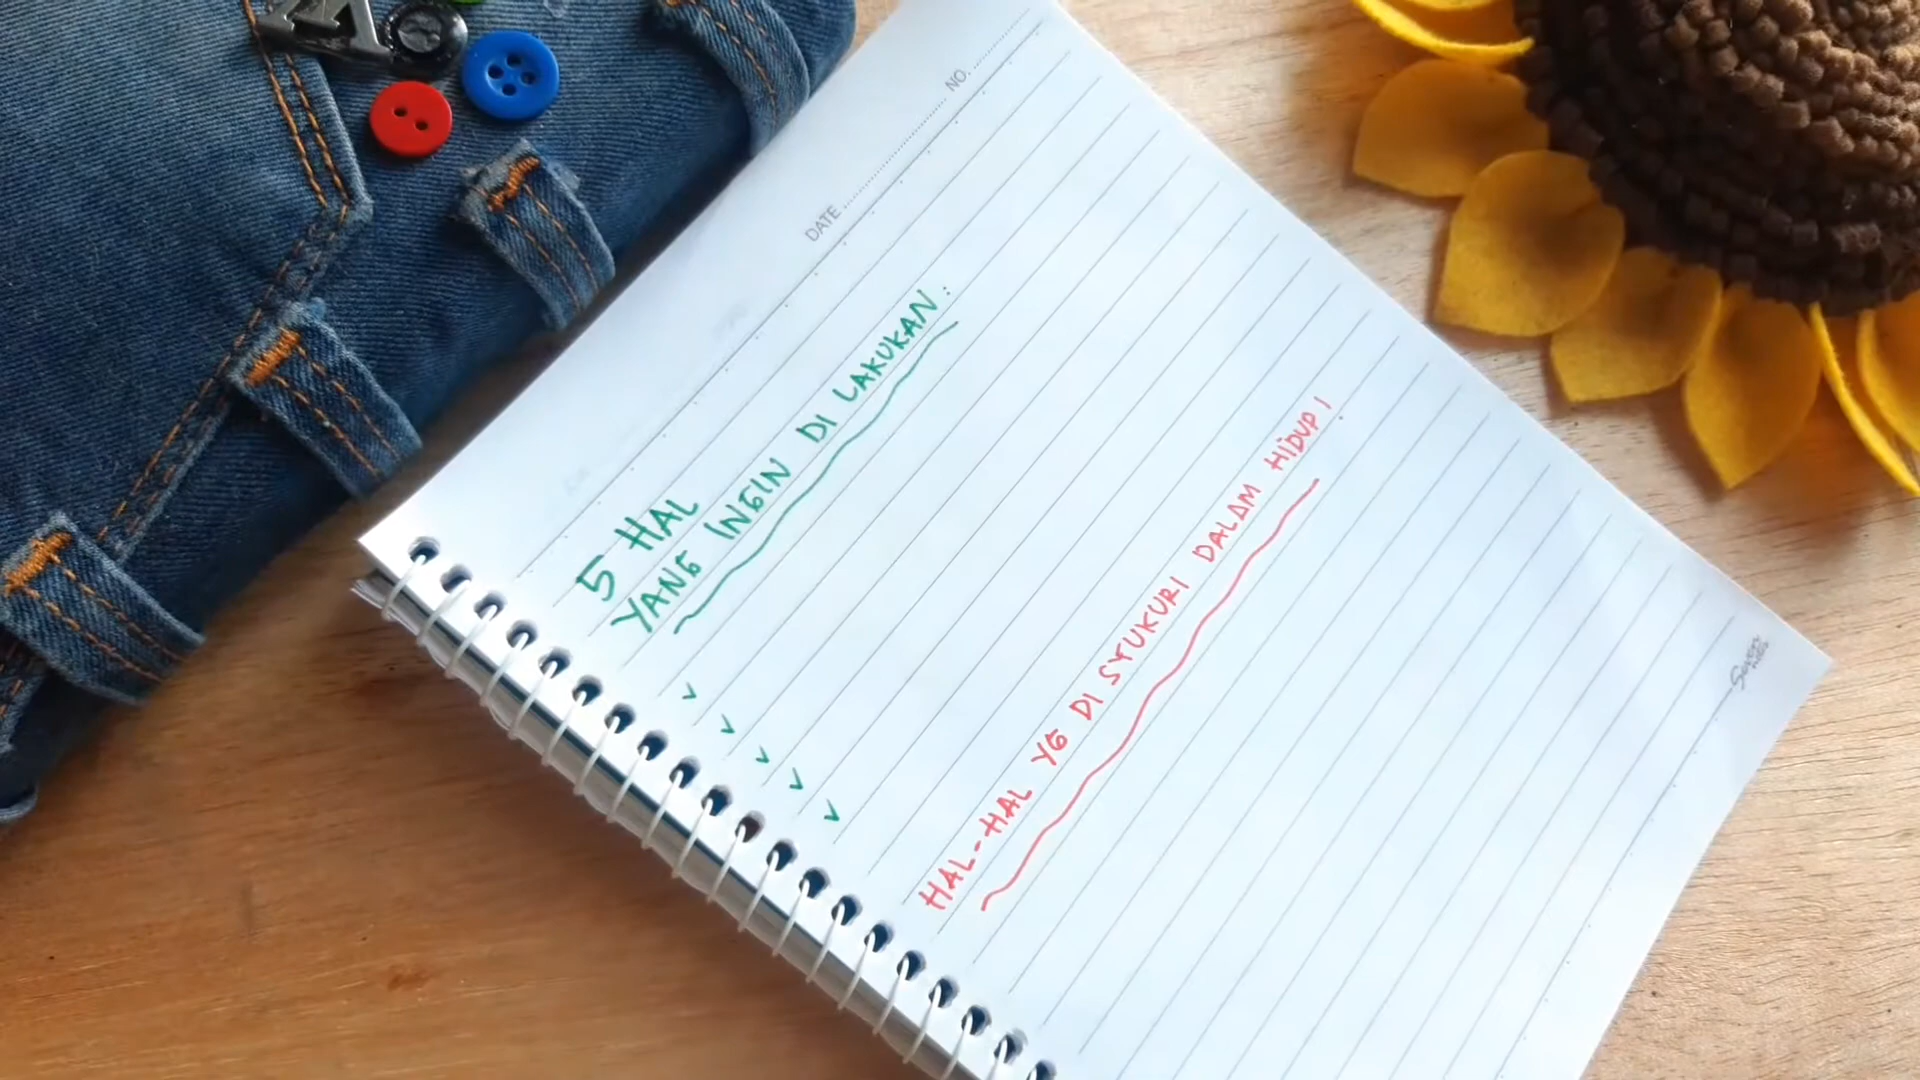 NO.
DATE
5 HAL
YANG INGIN DI LAKUKAN :
HAL-HAL YG DI SYUKURI DALAM HIDUP !